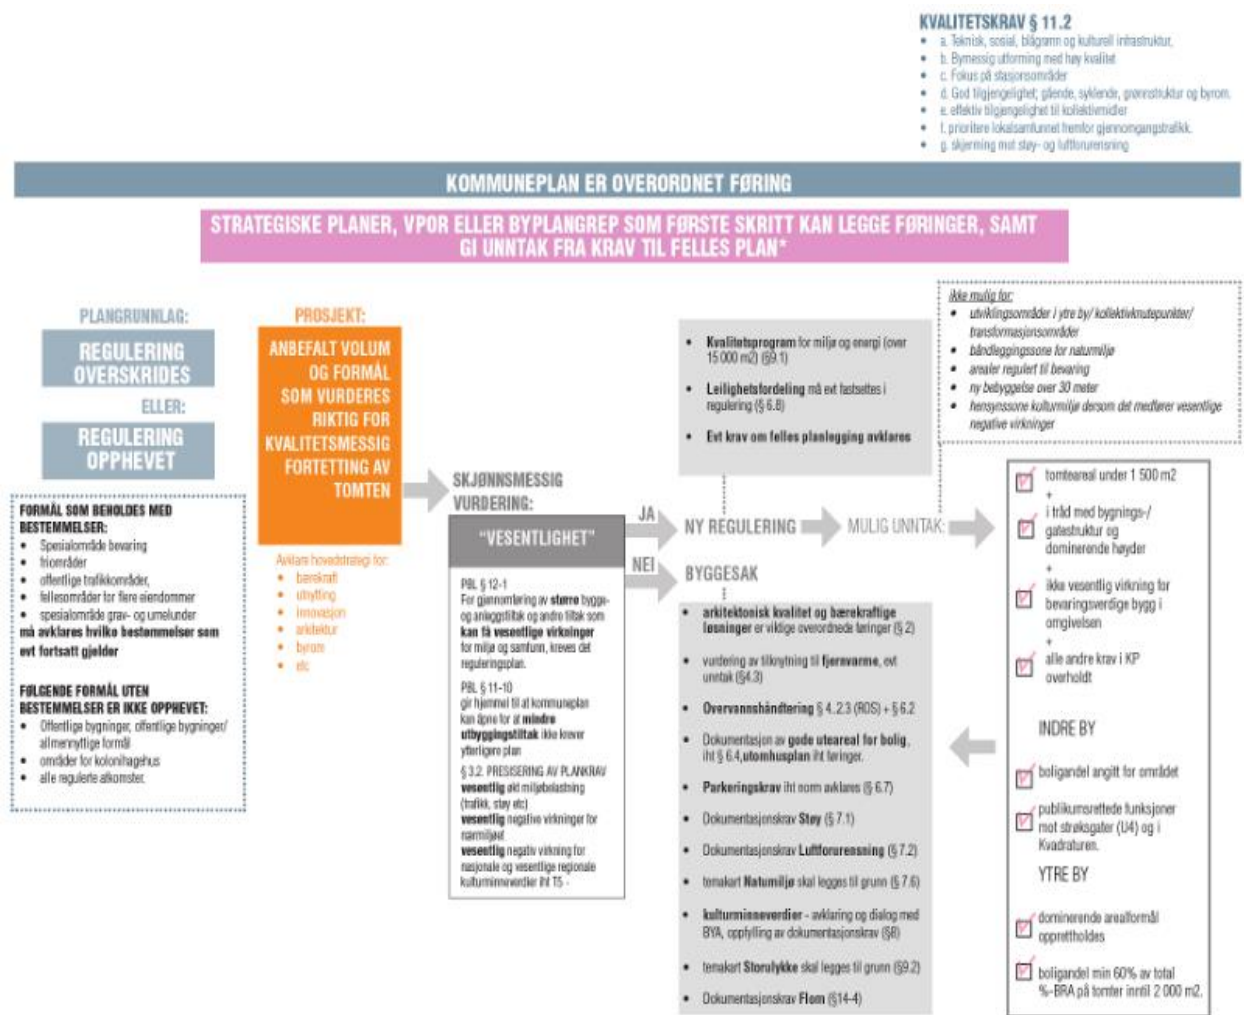 KVALITETSKRAV § 11.2
• a. Teknisk, sosial, blågrønn og kulturell infrastruktur,
• b. Bymessig utforming med høy kvalitet
• c. Fokus på stasjonsområder
• d. God tilgjengelighet; gående, syklende, grønnstruktur og byrom.
• e. effektiv tilgjengelighet til kollektivmidler
• f. prioritere lokalsamfunnet fremfor gjennomgangstrafikk.
• g. skjerming mot støy- og luftforurensning
KOMMUNEPLAN ER OVERORDNET FØRING
STRATEGISKE PLANER, VPOR ELLER BYPLANGREP SOM FØRSTE SKRITT KAN LEGGE FØRINGER, SAMT
GI UNNTAK FRA KRAV TIL FELLES PLAN*
PLANGRUNNLAG:
REGULERING
OVERSKRIDES
ELLER:
REGULERING
OPPHEVET
FORMÅL SOM BEHOLDES MED
BESTEMMELSER:
• Spesialområde bevaring
• friområder
• offentlige trafikkområder,
• fellesområder for flere eiendommer
• spesialområde grav- og urnelunder
må avklares hvilke bestemmelser som
evt fortsatt gjelder
FØLGENDE FORMÅL UTEN
BESTEMMELSER ER IKKE OPPHEVET:
• Offentlige bygninger, offentlige bygninger/
allmennyttige formål
• områder for kolonihagehus
• alle regulerte atkomster.
PROSJEKT:
ANBEFALT VOLUM
OG FORMÅL
SOM VURDERES
RIKTIG FOR
KVALITETSMESSIG
FORTETTING AV
TOMTEN
Avklare hovedstrategi for:
• bærekraft
• utnytting
• innovasjon
• arkitektur
• byrom
• etc
SKJØNNSMESSIG
VURDERING:
"VESENTLIGHET"
PBL § 12-1
For gjennomføring av større bygge-
og anleggstiltak og andre tiltak som
kan få vesentlige virkninger
for miljø og samfunn, kreves det
reguleringsplan.
PBL § 11-10
gir hjemmel til at kommuneplan
kan åpne for at mindre
utbyggingstiltak ikke krever
ytterligere plan
§ 3.2. PRESISERING AV PLANKRAV
vesentlig økt miljøbelastning
(trafikk, støy etc)
vesentlig negative virkninger for
nærmiljøet
vesentlig negativ virkning for
nasjonale og vesentlige regionale
kulturminneverdier iht T5 -
JA
NEI
• Kvalitetsprogram for miljø og energi (over
15 000 m2) (§9.1)
• Leilighetsfordeling må evt fastsettes i
regulering (§ 6.8)
• Evt krav om felles planlegging avklares
NY REGULERING
MULIG UNNTAK:
BYGGESAK
• arkitektonisk kvalitet og bærekraftige
løsninger er viktige overordnede føringer (§ 2)
• vurdering av tilknytning til fjernvarme, evt
unntak (§4.3)
• Overvannshåndtering § 4.2.3 (ROS) + § 6.2
• Dokumentasjon av gode uteareal for bolig,
iht § 6.4,utomhusplan iht føringer.
• Parkeringskrav iht norm avklares (§ 6.7)
• Dokumentasjonskrav Støy (§ 7.1)
• Dokumentasjonskrav Luftforurensning (§ 7.2)
• temakart Naturmiljø skal legges til grunn (§ 7.6)
• kulturminneverdier - avklaring og dialog med
BYA, oppfylling av dokumentasjonskrav (§8)
• temakart Storulykke skal legges til grunn (§9.2)
• Dokumentasjonskrav Flom (§14-4)
ikke mulig for:
• utviklingsområder i ytre by/ kollektivknutepunkter/
transformasjonsområder
• båndleggingssone for naturmiljø
• arealer regulert til bevaring
• ny bebyggelse over 30 meter
• hensynssone kulturmiljø dersom det medfører vesentlige
negative virkninger
tomteareal under 1 500 m2
+
i tråd med bygnings-/
gatestruktur og
dominerende høyder
+
ikke vesentlig virkning for
bevaringsverdige bygg i
omgivelsen
+
alle andre krav i KP
overholdt
INDRE BY
boligandel angitt for området
publikumsrettede funksjoner
mot strøksgater (U4) og i
Kvadraturen.
YTRE BY
dominerende arealformål
opprettholdes
boligandel min 60% av total
%-BRA på tomter inntil 2 000 m2.